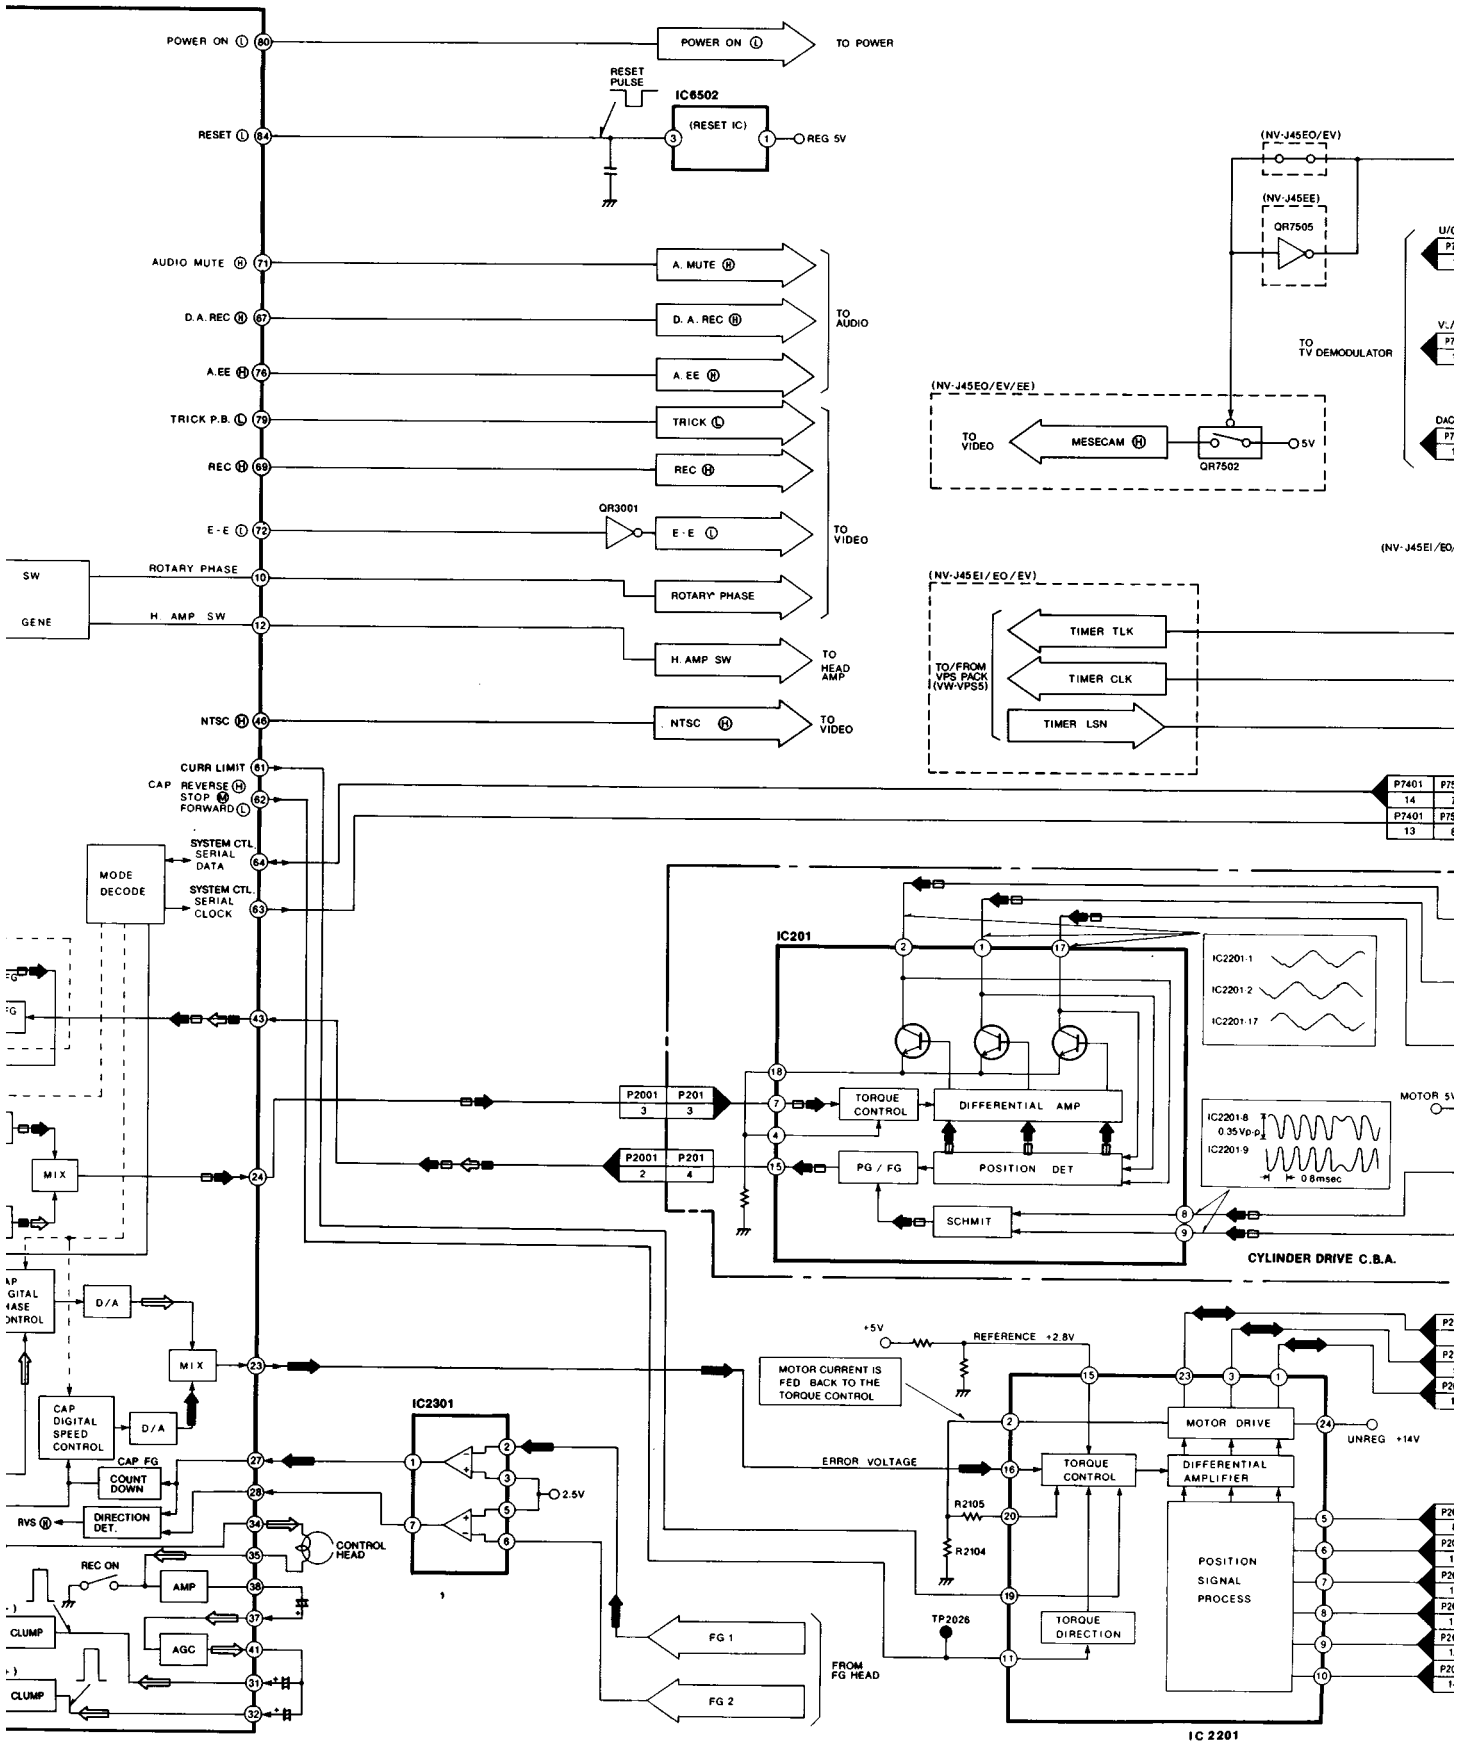 POWER ON Ⓛ 80
POWER ON Ⓛ
TO POWER
RESET
PULSE
IC6502
(RESET IC)
3
1
REG 5V
RESET Ⓛ 84
(NV-J45EO/EV)
(NV-J45EE)
QR7505
AUDIO MUTE Ⓗ 71
A. MUTE Ⓗ
D.A.REC Ⓗ 67
D. A. REC Ⓗ
TO
AUDIO
A.EE Ⓗ 76
A. EE Ⓗ
TO
TV DEMODULATOR
TRICK P.B. Ⓛ 79
TRICK Ⓛ
REC Ⓗ 69
REC Ⓗ
(NV-J45EO/EV/EE)
TO
VIDEO
MESECAM Ⓗ
5V
QR7502
QR3001
E-E Ⓛ 72
E-E Ⓛ
TO
VIDEO
SW
GENE
ROTARY PHASE 10
ROTARY PHASE
H. AMP SW 12
H. AMP SW
TO
HEAD
AMP
(NV-J45EI/EO/
(NV-J45EI/EO/EV)
TIMER TLK
TIMER CLK
TIMER LSN
TO/FROM
VPS PACK
(VW-VPS5)
NTSC Ⓗ 46
NTSC Ⓗ
TO
VIDEO
CURR LIMIT 61
CAP REVERSE Ⓗ
STOP Ⓜ 62
FORWARD Ⓛ
P7401
14
P7401
13
MODE
DECODE
SYSTEM CTL.
SERIAL
DATA
64
SYSTEM CTL.
SERIAL
CLOCK
63
IC201
2
1
17
IC2201-1
IC2201-2
IC2201-17
FG
FG
43
18
P2001 P201
3 3
7
TORQUE
CONTROL
DIFFERENTIAL AMP
4
P2001 P201
2 4
15
PG / FG
POSITION DET
SCHMIT
8
9
MOTOR 5V
IC2201-8
0.35Vp-p
IC2201-9
0.8msec
CYLINDER DRIVE C.B.A.
MIX
24
D/A
MIX
23
CAP
DIGITAL
SPEED
CONTROL
D/A
+5V
REFERENCE +2.8V
MOTOR CURRENT IS
FED BACK TO THE
TORQUE CONTROL
15
23
3
1
2
MOTOR DRIVE
24
UNREG +14V
ERROR VOLTAGE
16
TORQUE
CONTROL
DIFFERENTIAL
AMPLIFIER
IC2301
1
2
3
5
2.5V
7
6
CAP FG 27
COUNT
DOWN
28
RVS Ⓗ
DIRECTION
DET.
34
35
CONTROL
HEAD
R2105
20
R2104
19
POSITION
SIGNAL
PROCESS
5
6
7
8
9
10
REC ON
AMP
38
37
CLUMP
AGC
41
31
CLUMP
32
TP2026
11
TORQUE
DIRECTION
FG 1
FG 2
FROM
FG HEAD
IC 2201